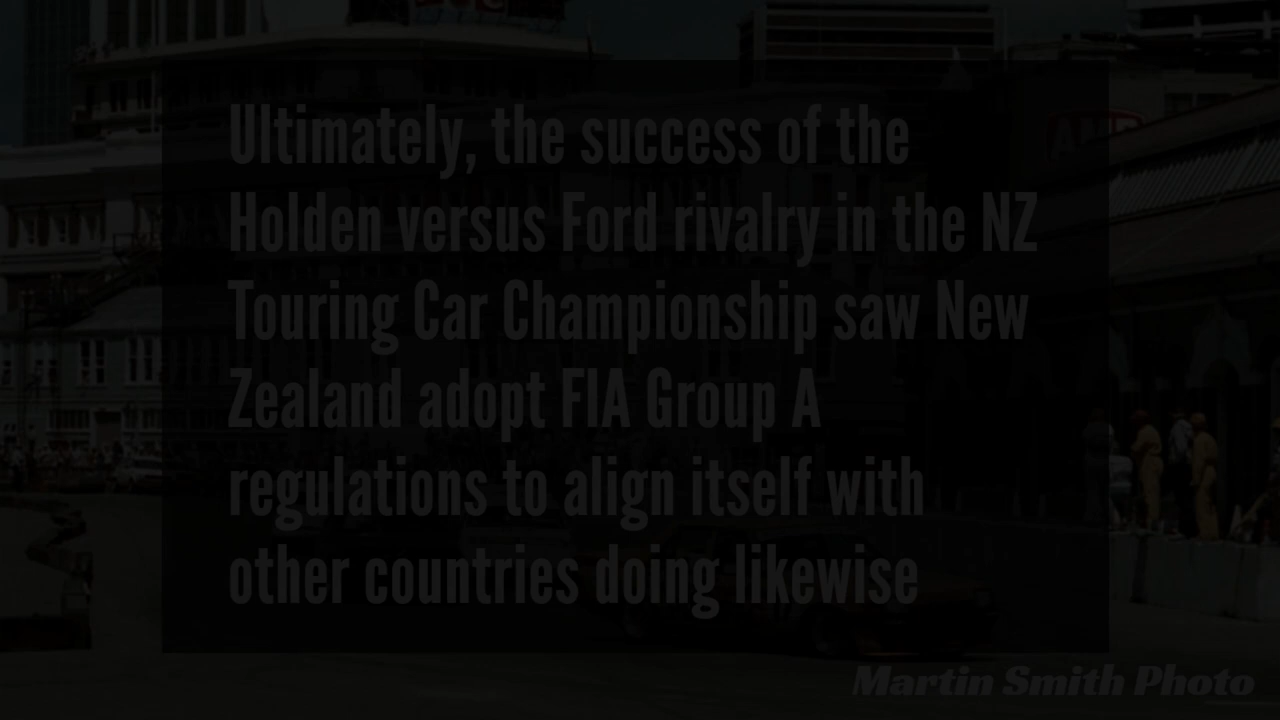 Ultimately, the success of the
Holden versus Ford rivalry in the NZ
Touring Car Championship saw New
Zealand adopt FIA Group A
regulations to align itself with
other countries doing likewise
Martin Smith Photo